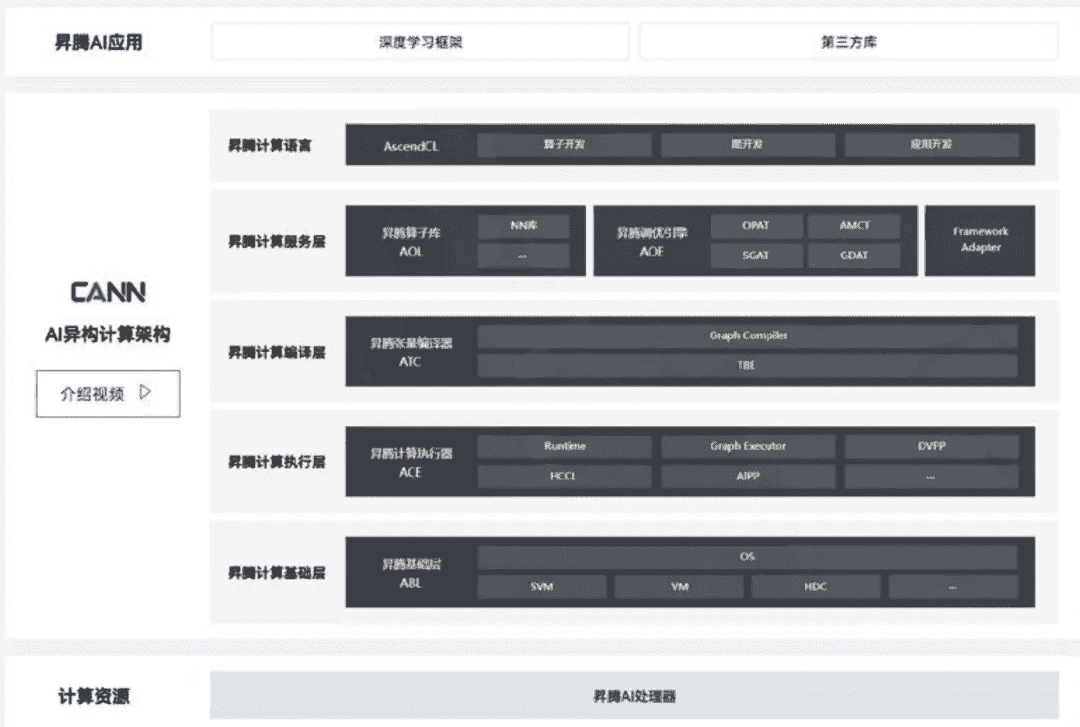 昇腾AI应用
深度学习框架
第三方库
昇腾计算语言
AscendCL
算子开发
图开发
应用开发
昇腾计算服务层
昇腾算子库
AOL
NN库
...
昇腾调优引擎
AOE
OPAT
AMCT
SGAT
GDAT
Framework
Adapter
CANN
AI异构计算架构
介绍视频
昇腾计算编译层
昇腾张量编译器
ATC
Graph Compiler
TBE
昇腾计算执行层
昇腾计算执行器
ACE
Runtime
Graph Executor
DVPP
HCCL
AIPP
...
昇腾计算基础层
昇腾基础层
ABL
OS
SVM
VM
HDC
...
计算资源
昇腾AI处理器